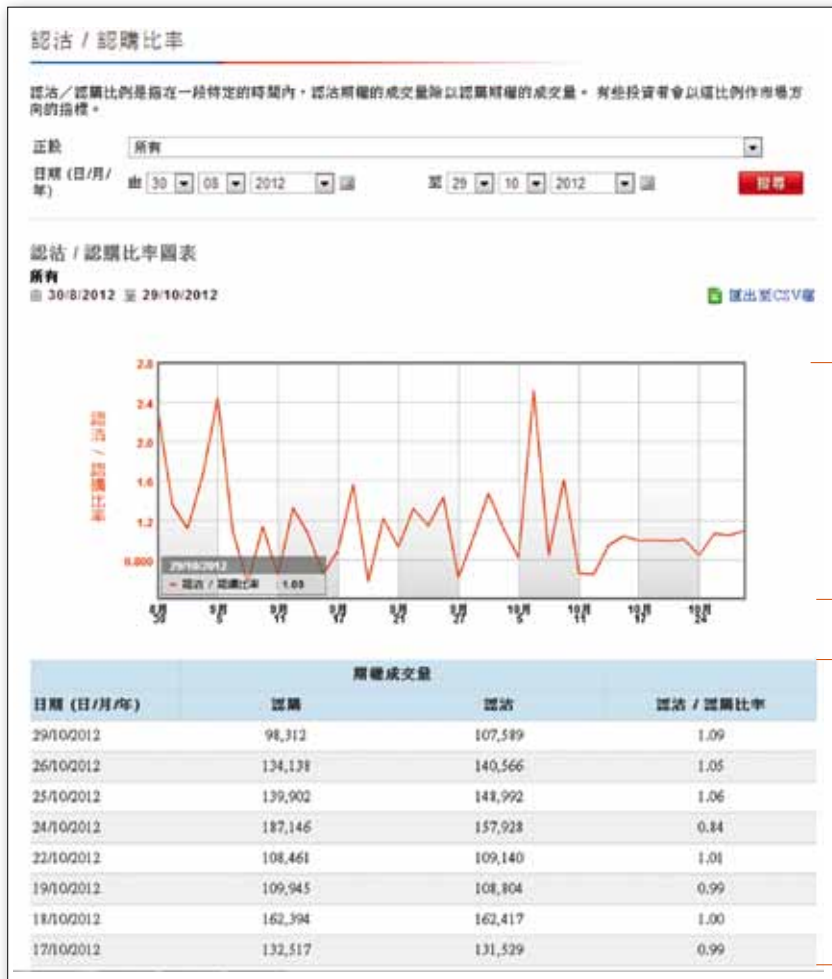 認沽 / 認購比率
認沽／認購比例是指在一段特定的時間內，認沽期權的成交量除以認購期權的成交量。 有些投資者會以這比例作市場方
向的指標。
正股 所有
日期 (日/月/年) 由 30 08 2012 至 29 10 2012 搜尋
認沽 / 認購比率圖表
所有
由 30/8/2012 至 29/10/2012 匯出至CSV檔
認沽 / 認購比率
2.8
2.4
2.0
1.6
1.2
0.800
29/10/2012
認沽 / 認購比率 : 1.09
8月 30 9月 5 9月 11 9月 17 9月 21 9月 27 10月 5 10月 11 10月 17 10月 24
期權成交量
日期 (日/月/年) 認購 認沽 認沽 / 認購比率
29/10/2012 98,312 107,589 1.09
26/10/2012 134,138 140,566 1.05
25/10/2012 139,902 148,992 1.06
24/10/2012 187,146 157,928 0.84
22/10/2012 108,461 109,140 1.01
19/10/2012 109,945 108,804 0.99
18/10/2012 162,394 162,417 1.00
17/10/2012 132,517 131,529 0.99